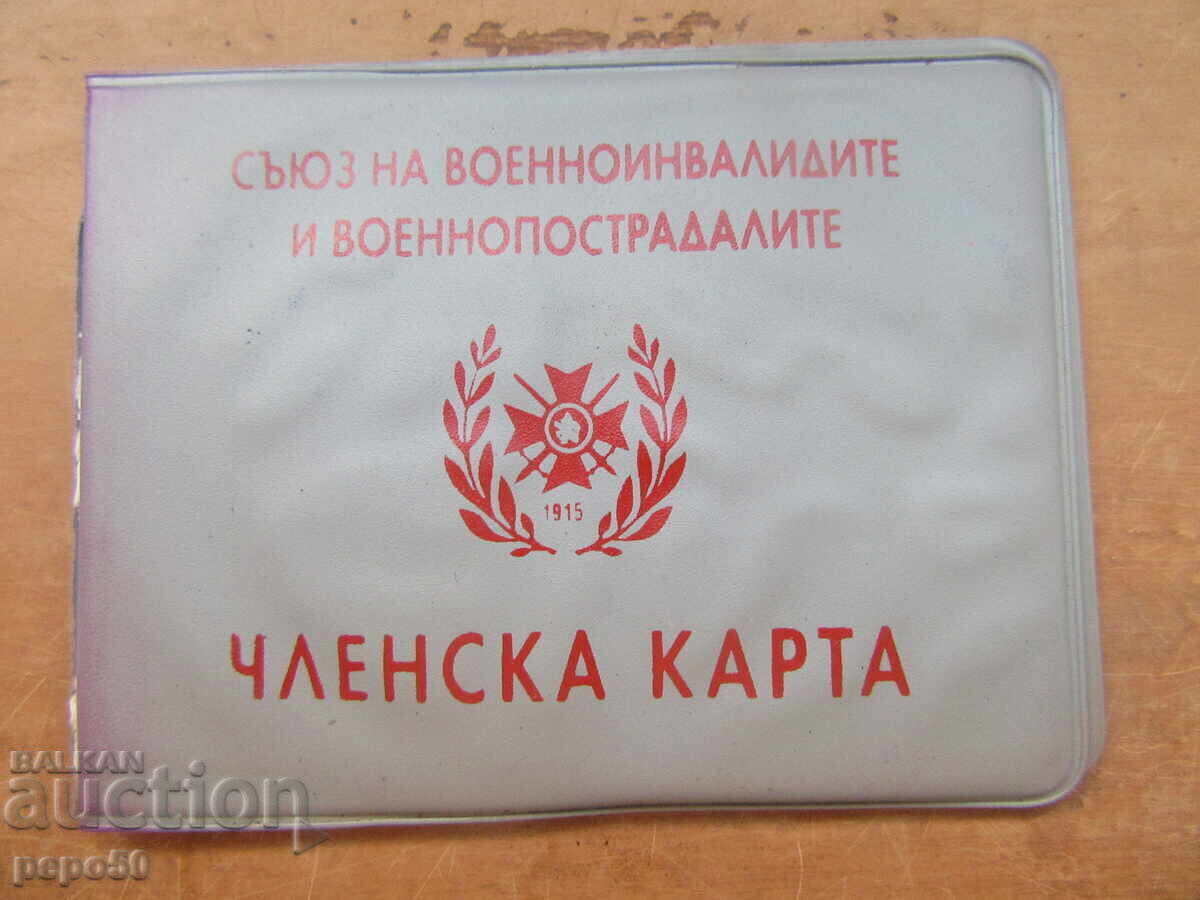 СЪЮЗ НА ВОЕННОИНВАЛИДИТЕ
И ВОЕННОПОСТРАДАЛИТЕ
1915
ЧЛЕНСКА КАРТА
BALKAN
auction
pepo50